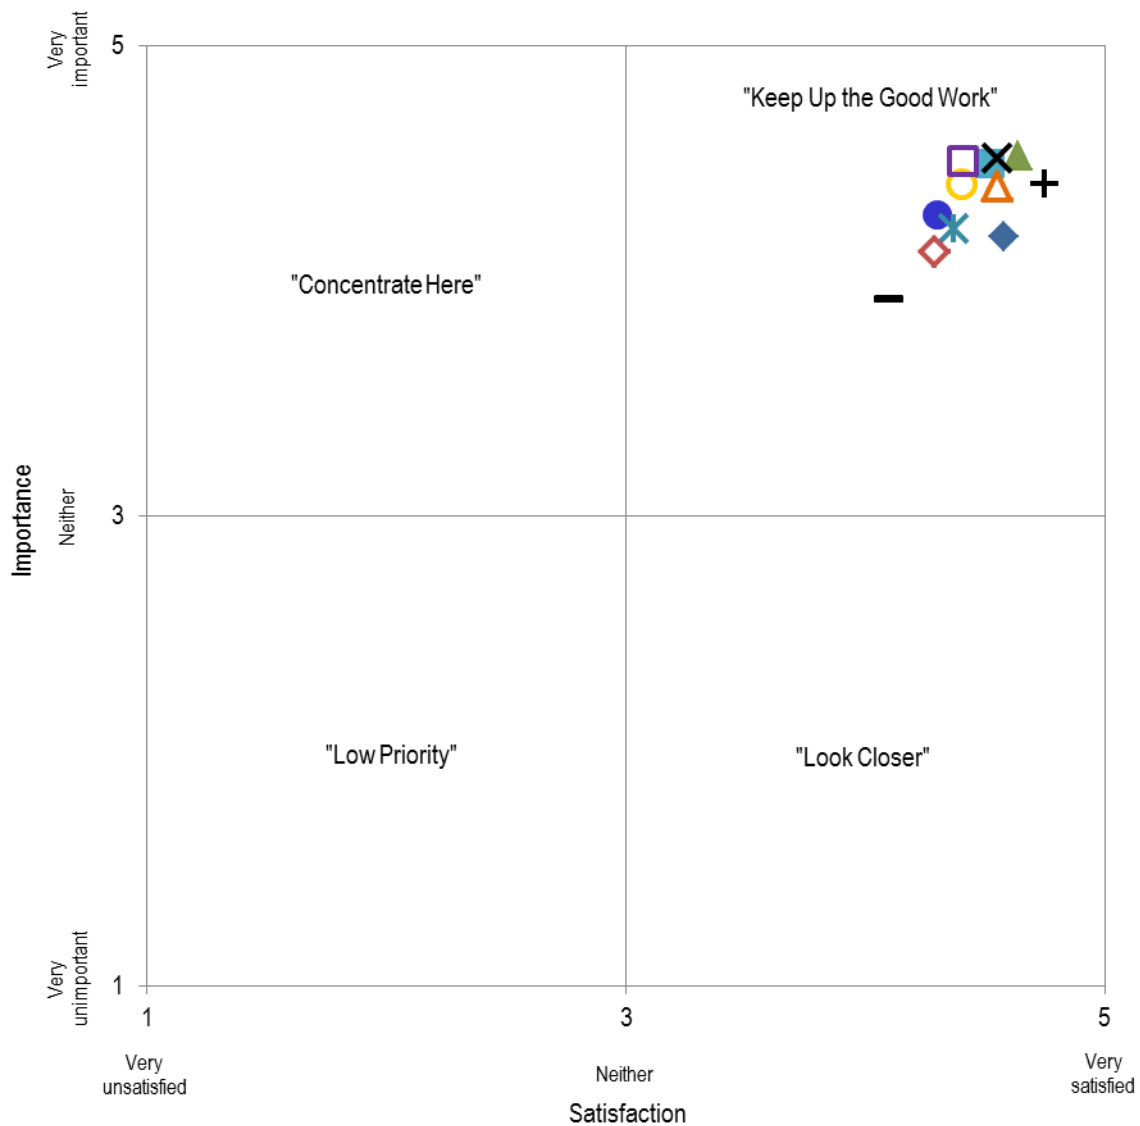 Very
important
5
"Keep Up the Good Work"
"Concentrate Here"
Importance
Neither
3
"Low Priority"
"Look Closer"
Very
unimportant
1
1
3
5
Very
unsatisfied
Neither
Very
satisfied
Satisfaction